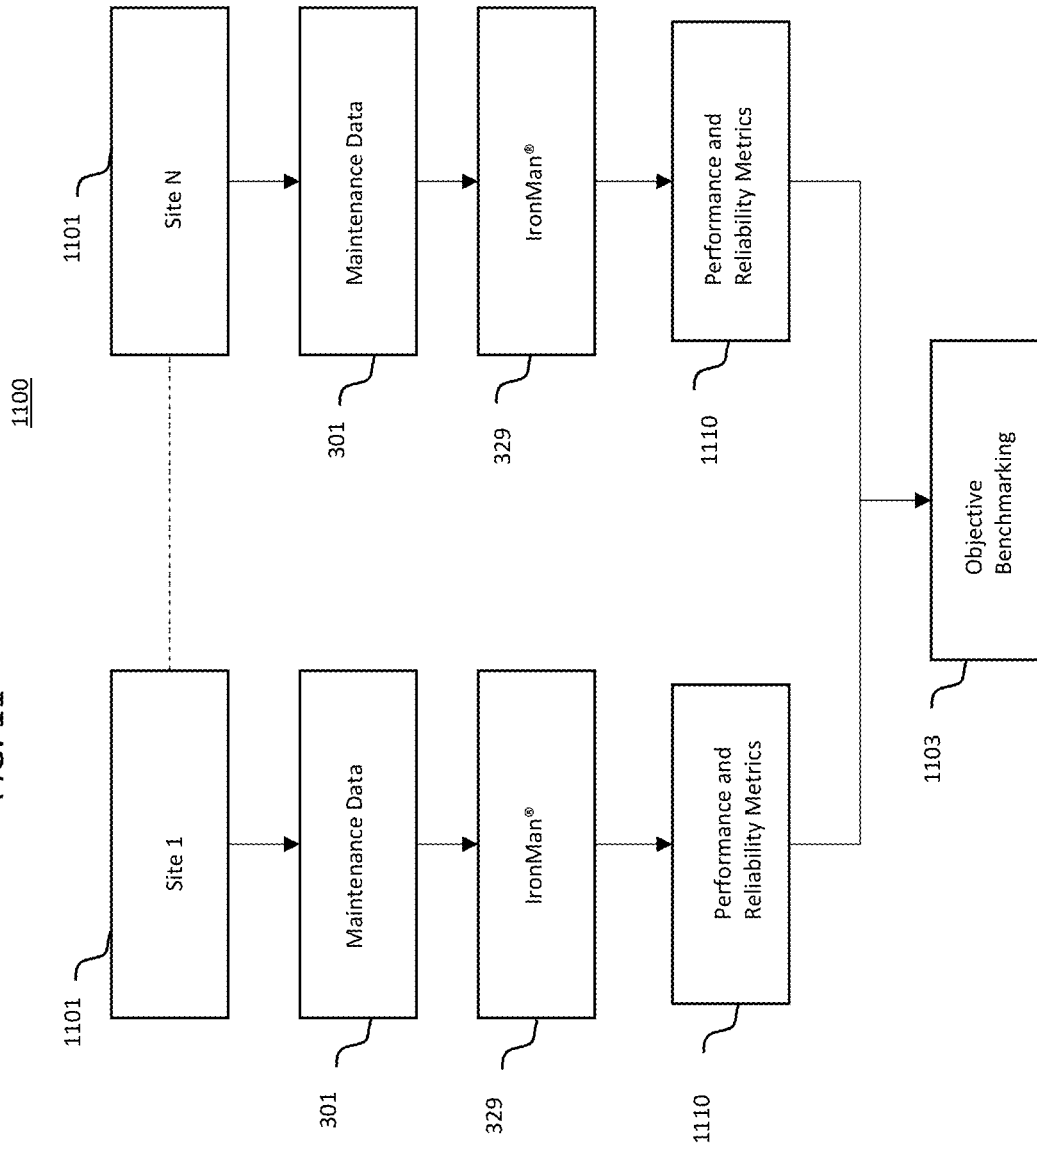 1100
1101
1101
Site 1
Site N
301
301
Maintenance Data
Maintenance Data
329
329
IronMan®
IronMan®
1110
1110
Performance and
Reliability Metrics
Performance and
Reliability Metrics
1103
Objective
Benchmarking